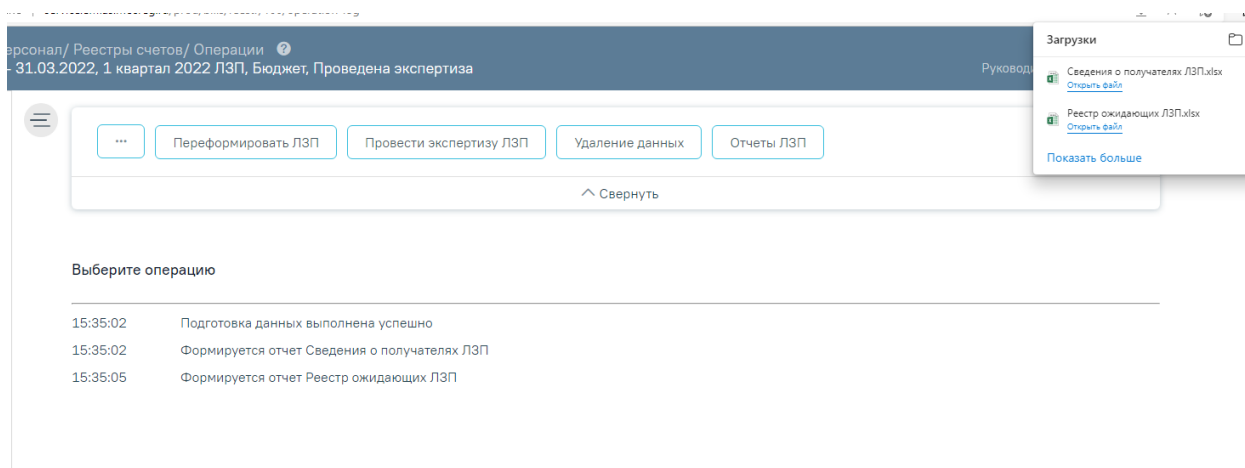 Загрузки
ерсонал/ Реестры счетов/ Операции ?
- 31.03.2022, 1 квартал 2022 ЛЗП, Бюджет, Проведена экспертиза
Сведения о получателях ЛЗП.xlsx
Открыть файл
Реестр ожидающих ЛЗП.xlsx
Открыть файл
Показать больше
... Переформировать ЛЗП Провести экспертизу ЛЗП Удаление данных Отчеты ЛЗП
Свернуть
Выберите операцию
15:35:02 Подготовка данных выполнена успешно
15:35:02 Формируется отчет Сведения о получателях ЛЗП
15:35:05 Формируется отчет Реестр ожидающих ЛЗП